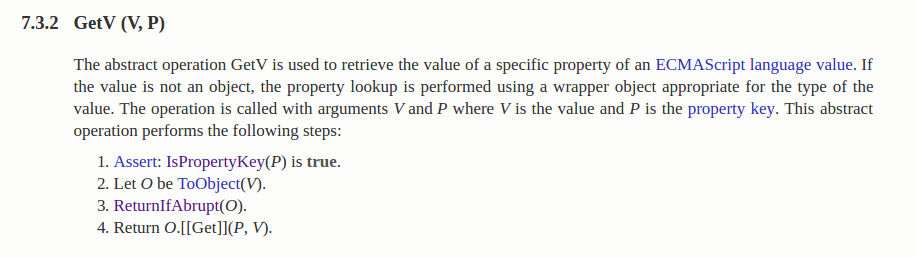 7.3.2 GetV (V, P)
The abstract operation GetV is used to retrieve the value of a specific property of an ECMAScript language value. If
the value is not an object, the property lookup is performed using a wrapper object appropriate for the type of the
value. The operation is called with arguments V and P where V is the value and P is the property key. This abstract
operation performs the following steps:
1. Assert: IsPropertyKey(P) is true.
2. Let O be ToObject(V).
3. ReturnIfAbrupt(O).
4. Return O.[[Get]](P, V).